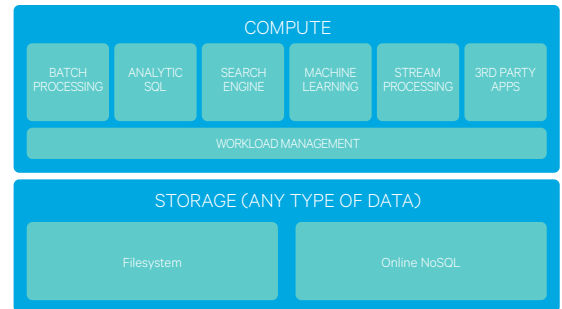 COMPUTE
BATCH
PROCESSING
ANALYTIC
SQL
SEARCH
ENGINE
MACHINE
LEARNING
STREAM
PROCESSING
3RD PARTY
APPS
WORKLOAD MANAGEMENT
STORAGE (ANY TYPE OF DATA)
Filesystem
Online NoSQL